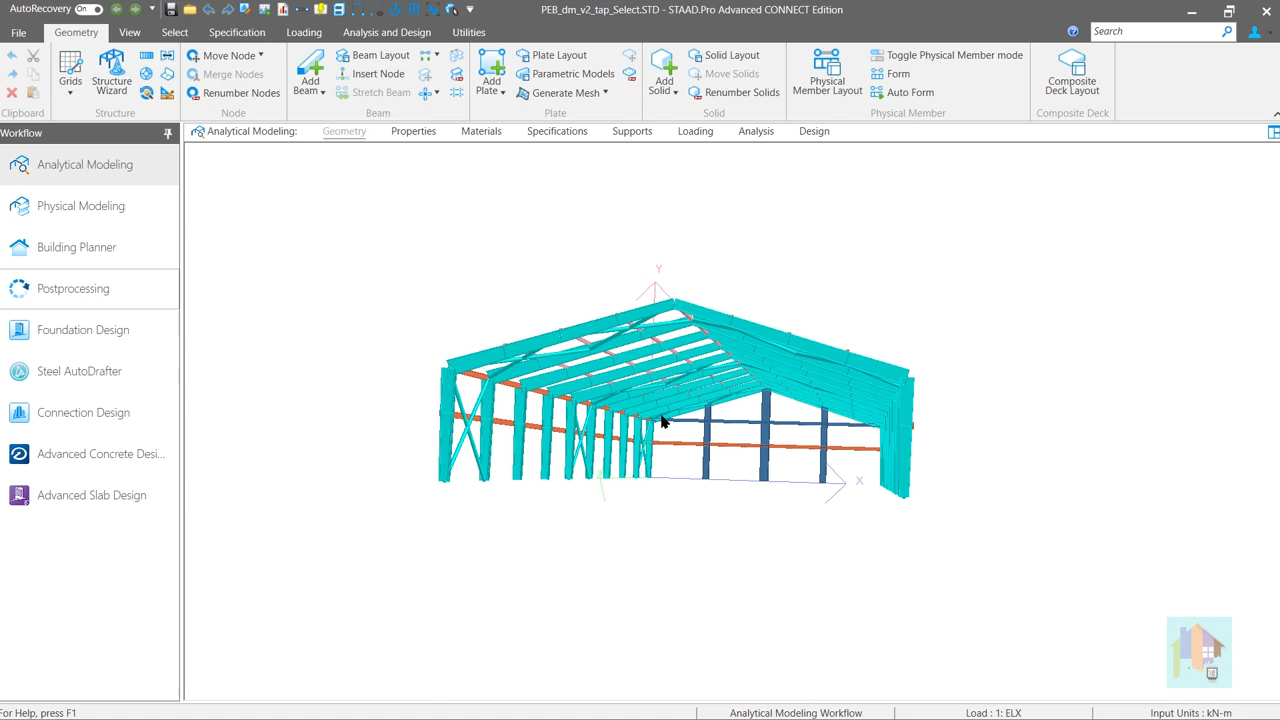 AutoRecovery On
PEB_dm_v2_tap_Select.STD - STAAD.Pro Advanced CONNECT Edition
File Geometry View Select Specification Loading Analysis and Design Utilities Search
Grids
Structure Wizard
Structure
Clipboard
Move Node
Merge Nodes
Renumber Nodes
Node
Add Beam
Beam Layout
Insert Node
Stretch Beam
Beam
Add Plate
Plate Layout
Parametric Models
Generate Mesh
Plate
Add Solid
Solid Layout
Move Solids
Renumber Solids
Solid
Physical Member Layout
Toggle Physical Member mode
Form
Auto Form
Physical Member
Composite Deck Layout
Composite Deck
Workflow
Analytical Modeling: Geometry Properties Materials Specifications Supports Loading Analysis Design
Analytical Modeling
Physical Modeling
Building Planner
Postprocessing
Foundation Design
Steel AutoDrafter
Connection Design
Advanced Concrete Desi...
Advanced Slab Design
Y
X
For Help, press F1
Analytical Modeling Workflow
Load : 1: ELX
Input Units : kN-m